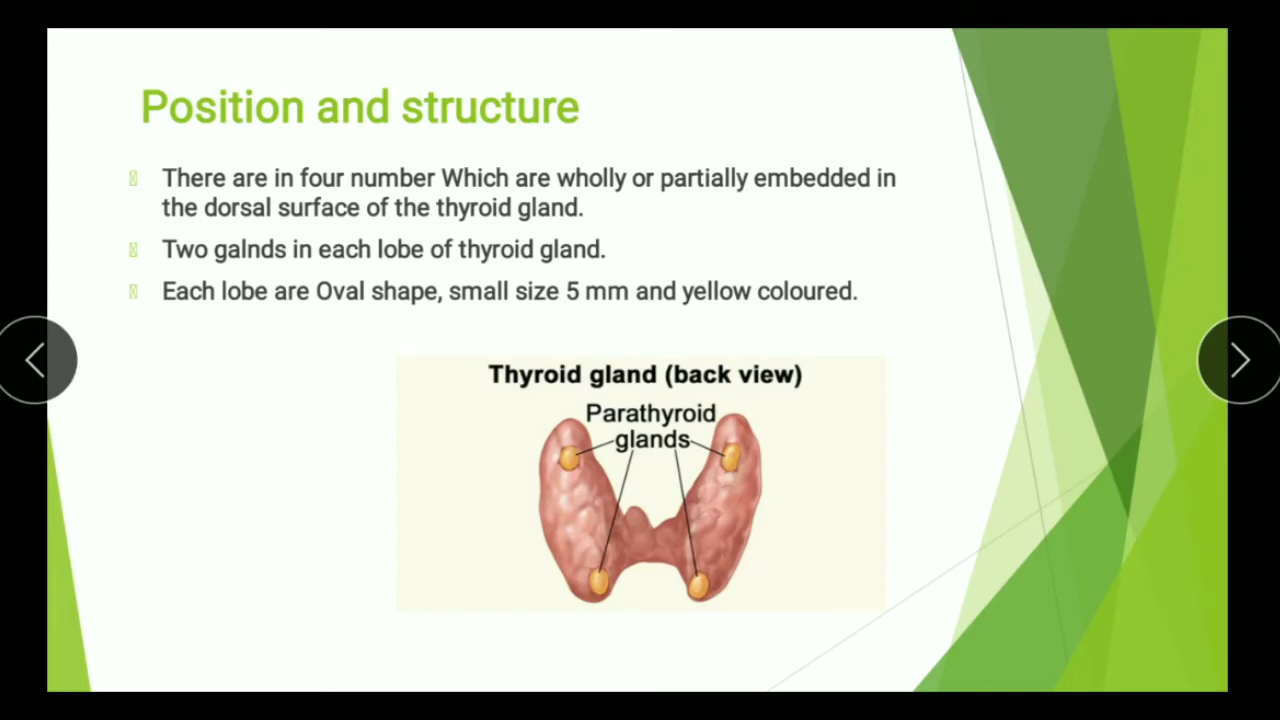 Position and structure
There are in four number Which are wholly or partially embedded in
the dorsal surface of the thyroid gland.
Two galnds in each lobe of thyroid gland.
Each lobe are Oval shape, small size 5 mm and yellow coloured.
Thyroid gland (back view)
Parathyroid
glands